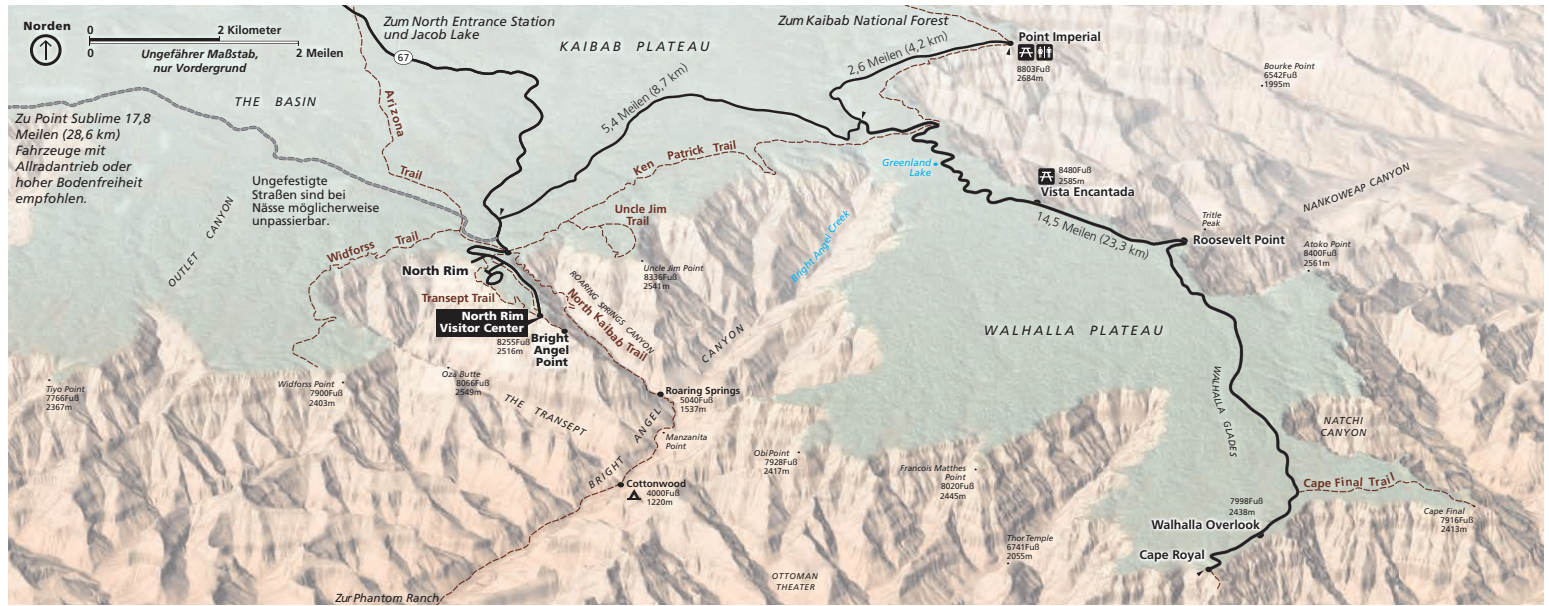 Norden
0
2 Kilometer
0
2 Meilen
Ungefährer Maßstab,
nur Vordergrund
Zum North Entrance Station
und Jacob Lake
67
KAIBAB PLATEAU
Zum Kaibab National Forest
Point Imperial
8803Fuß
2684m
2,6 Meilen (4,2 km)
Bourke Point
6542Fuß
1995m
THE BASIN
Zu Point Sublime 17,8
Meilen (28,6 km)
Fahrzeuge mit
Allradantrieb oder
hoher Bodenfreiheit
empfohlen.
Arizona
Trail
5,4 Meilen (8,7 km)
Ken Patrick Trail
Greenland
Lake
8480Fuß
2585m
Vista Encantada
NANKOWEAP CANYON
Ungefestigte
Straßen sind bei
Nässe möglicherweise
unpassierbar.
OUTLET CANYON
Widforss Trail
Uncle Jim
Trail
Bright Angel Creek
14,5 Meilen (23,3 km)
Tritle
Peak
Roosevelt Point
Atoko Point
8400Fuß
2561m
North Rim
Uncle Jim Point
8336Fuß
2541m
ROARING SPRINGS CANYON
Transept Trail
North Kaibab Trail
North Rim
Visitor Center
8255Fuß
2516m
Bright
Angel
Point
WALHALLA PLATEAU
Tiyo Point
7766Fuß
2367m
Widforss Point
7900Fuß
2403m
Oza Butte
8066Fuß
2549m
THE TRANSEPT
Roaring Springs
5040Fuß
1537m
BRIGHT ANGEL CANYON
Manzanita
Point
WALHALLA GLADES
NATCHI
CANYON
Obi Point
7928Fuß
2417m
Francois Matthes
Point
8020Fuß
2445m
Cottonwood
4000Fuß
1220m
Cape Final Trail
7998Fuß
2438m
Walhalla Overlook
Cape Final
7916Fuß
2413m
Thor Temple
6741Fuß
2055m
Cape Royal
OTTOMAN
THEATER
Zur Phantom Ranch